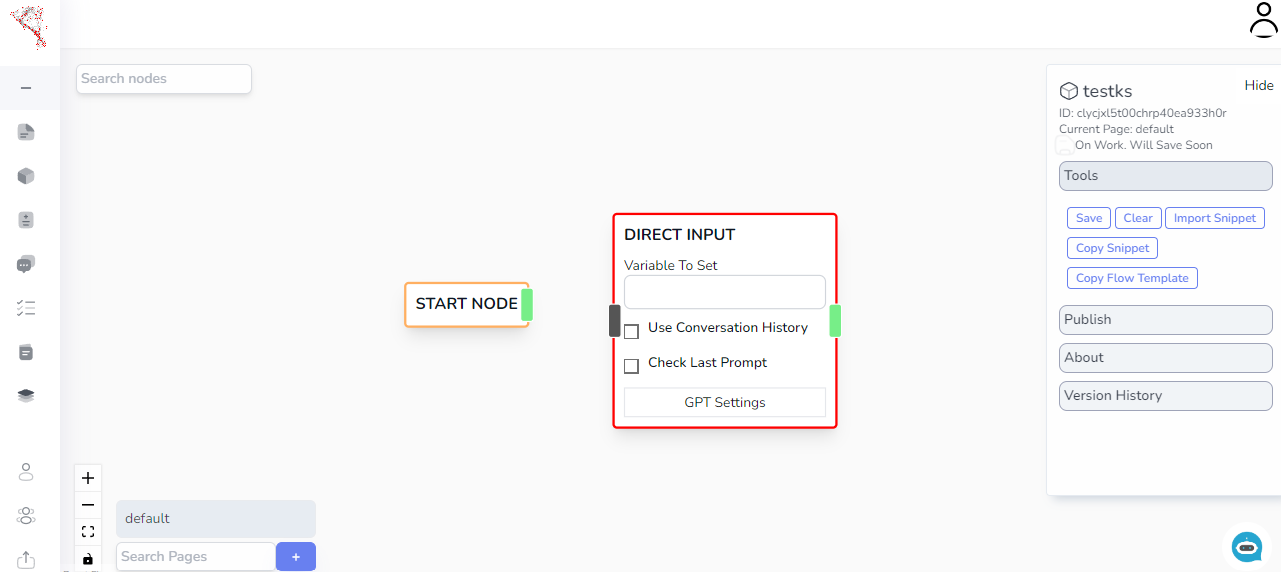 Search nodes
Hide
testks
ID: clycjxl5t00chrp40ea933h0r
Current Page: default
On Work. Will Save Soon
Tools
Save Clear Import Snippet
Copy Snippet
Copy Flow Template
Publish
About
Version History
START NODE
DIRECT INPUT
Variable To Set
Use Conversation History
Check Last Prompt
GPT Settings
default
Search Pages +